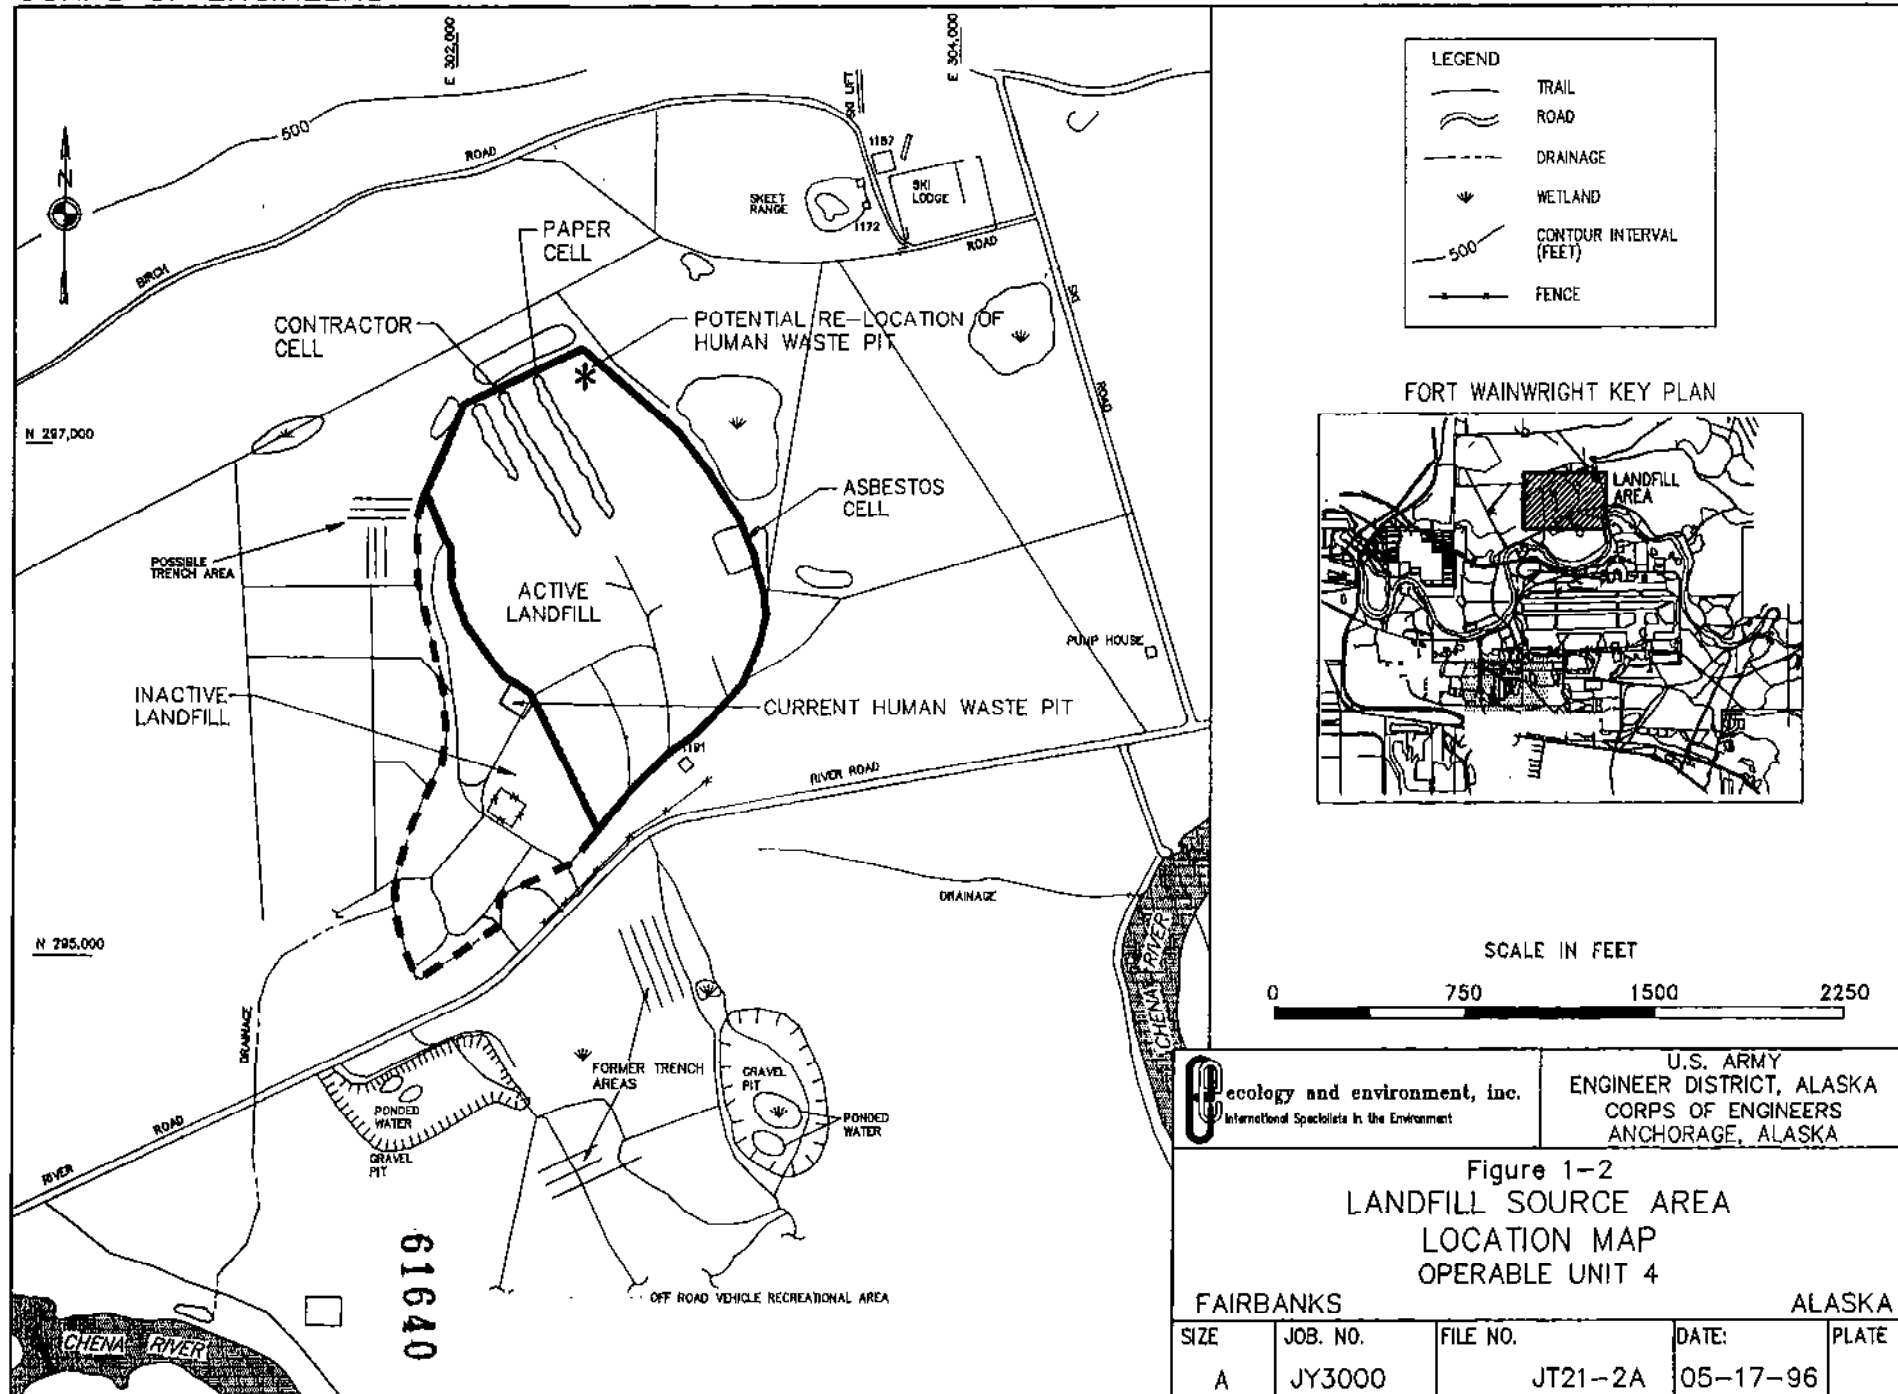 E 302,000
E 304,000
500
ROAD
SKI LIFT
1187
SKI
LODGE
SKEET
RANGE
1172
ROAD
N
BIRCH
PAPER
CELL
CONTRACTOR
CELL
POTENTIAL RE-LOCATION OF
HUMAN WASTE PIT
SKI
ROAD
N 297,000
ASBESTOS
CELL
POSSIBLE
TRENCH AREA
ACTIVE
LANDFILL
PUMP HOUSE
INACTIVE
LANDFILL
CURRENT HUMAN WASTE PIT
1191
RIVER ROAD
DRAINAGE
N 295,000
CHENA RIVER
DRAINAGE
FORMER TRENCH
AREAS
GRAVEL
PIT
PONDED
WATER
PONDED
WATER
GRAVEL
PIT
ROAD
RIVER
61640
OFF ROAD VEHICLE RECREATIONAL AREA
CHENA RIVER
LEGEND
TRAIL
ROAD
DRAINAGE
WETLAND
500
CONTOUR INTERVAL
(FEET)
FENCE
FORT WAINWRIGHT KEY PLAN
LANDFILL
AREA
SCALE IN FEET
0 750 1500 2250
ecology and environment, inc.
International Specialists in the Environment
U.S. ARMY
ENGINEER DISTRICT, ALASKA
CORPS OF ENGINEERS
ANCHORAGE, ALASKA
Figure 1-2
LANDFILL SOURCE AREA
LOCATION MAP
OPERABLE UNIT 4
FAIRBANKS ALASKA
SIZE JOB. NO. FILE NO. DATE: PLATE
A JY3000 JT21-2A 05-17-96